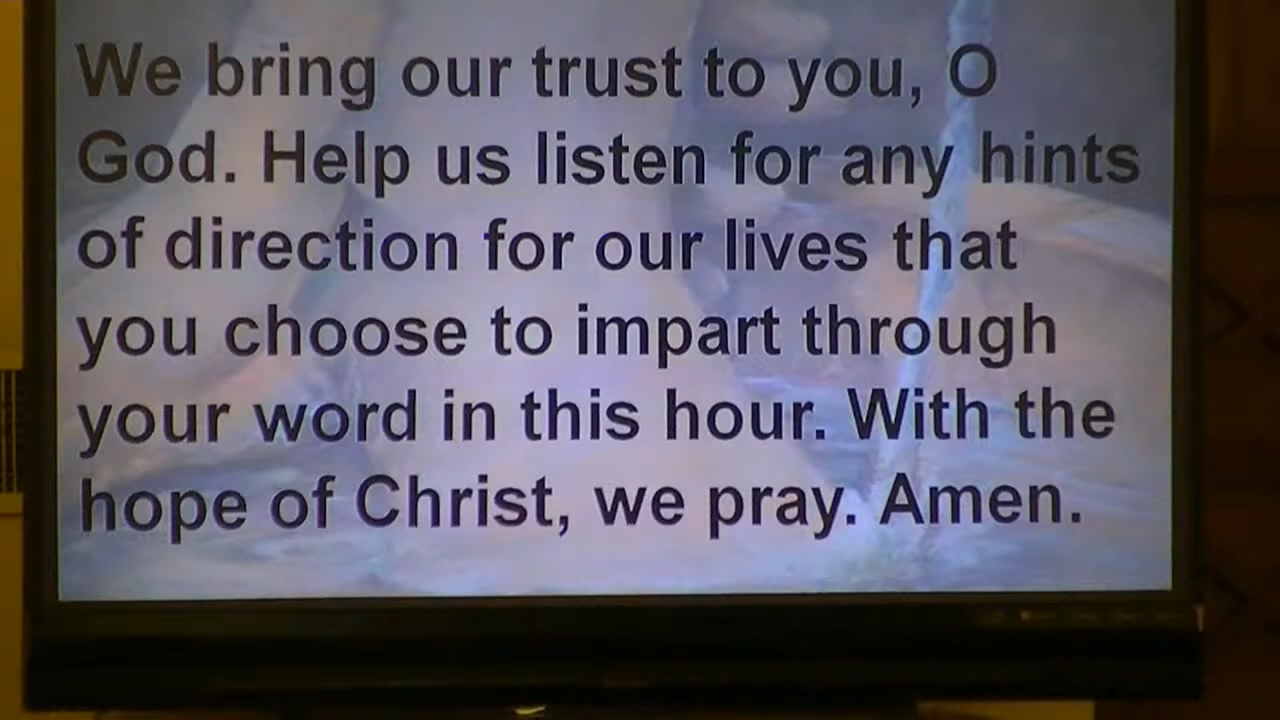 We bring our trust to you, O
God. Help us listen for any hints
of direction for our lives that
you choose to impart through
your word in this hour. With the
hope of Christ, we pray. Amen.